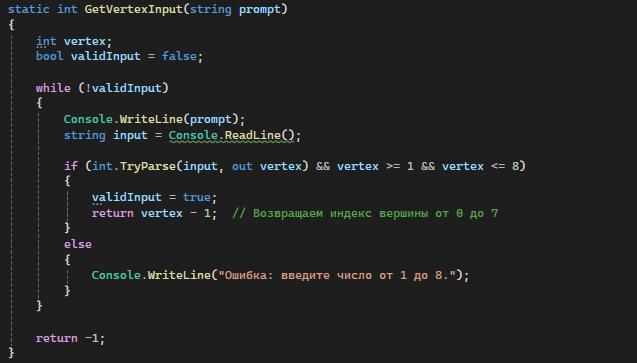 static int GetVertexInput(string prompt)
{
    int vertex;
    bool validInput = false;

    while (!validInput)
    {
        Console.WriteLine(prompt);
        string input = Console.ReadLine();

        if (int.TryParse(input, out vertex) && vertex >= 1 && vertex <= 8)
        {
            validInput = true;
            return vertex - 1;  // Возвращаем индекс вершины от 0 до 7
        }
        else
        {
            Console.WriteLine("Ошибка: введите число от 1 до 8.");
        }
    }

    return -1;
}